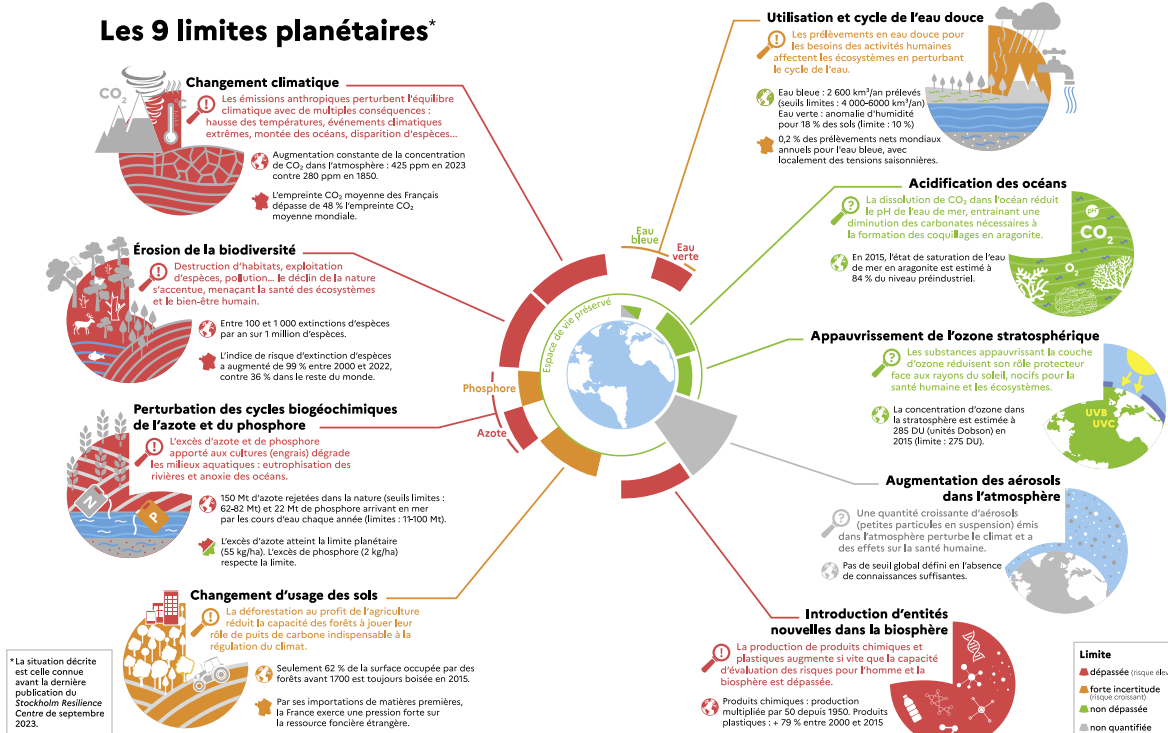 Les 9 limites planétaires*
Changement climatique
Les émissions anthropiques perturbent l'équilibre
climatique avec de multiples conséquences :
hausse des températures, événements climatiques
extrêmes, montée des océans, disparition d'espèces...
CO2
°C
Augmentation constante de la concentration
de CO2 dans l'atmosphère : 425 ppm en 2023
contre 280 ppm en 1850.
L'empreinte CO2 moyenne des Français
dépasse de 48 % l'empreinte CO2
moyenne mondiale.
Érosion de la biodiversité
Destruction d'habitats, exploitation
d'espèces, pollution... le déclin de la nature
s'accentue, menaçant la santé des écosystèmes
et le bien-être humain.
Entre 100 et 1 000 extinctions d'espèces
par an sur 1 million d'espèces.
L'indice de risque d'extinction d'espèces
a augmenté de 99 % entre 2000 et 2022,
contre 36 % dans le reste du monde.
Perturbation des cycles biogéochimiques
de l'azote et du phosphore
L'excès d'azote et de phosphore
apporté aux cultures (engrais) dégrade
les milieux aquatiques : eutrophisation des
rivières et anoxie des océans.
N
P
150 Mt d'azote rejetées dans la nature (seuils limites :
62-82 Mt) et 22 Mt de phosphore arrivant en mer
par les cours d'eau chaque année (limites : 11-100 Mt).
L'excès d'azote atteint la limite planétaire
(55 kg/ha). L'excès de phosphore (2 kg/ha)
respecte la limite.
Changement d'usage des sols
La déforestation au profit de l'agriculture
réduit la capacité des forêts à jouer leur
rôle de puits de carbone indispensable à la
régulation du climat.
Seulement 62 % de la surface occupée par des
forêts avant 1700 est toujours boisée en 2015.
Par ses importations de matières premières,
la France exerce une pression forte sur la
ressource foncière étrangère.
*La situation décrite
est celle connue
avant la dernière
publication du
Stockholm Resilience
Centre de septembre
2023.
Eau
bleue
Eau
verte
Espace de vie préservé
Phosphore
Azote
Utilisation et cycle de l'eau douce
Les prélèvements en eau douce pour
les besoins des activités humaines
affectent les écosystèmes en perturbant
le cycle de l'eau.
Eau bleue : 2 600 km³/an prélevés
(seuils limites : 4 000-6000 km³/an)
Eau verte : anomalie d'humidité
pour 18 % des sols (limite : 10 %)
0,2 % des prélèvements nets mondiaux
annuels pour l'eau bleue, avec
localement des tensions saisonnières.
Acidification des océans
La dissolution de CO2 dans l'océan réduit
le pH de l'eau de mer, entrainant une
diminution des carbonates nécessaires à
la formation des coquillages en aragonite.
pH
CO2
O2
En 2015, l'état de saturation de l'eau
de mer en aragonite est estimé à
84 % du niveau préindustriel.
Appauvrissement de l'ozone stratosphérique
Les substances appauvrissant la couche
d'ozone réduisent son rôle protecteur
face aux rayons du soleil, nocifs pour la
santé humaine et les écosystèmes.
UVB
UVC
La concentration d'ozone dans
la stratosphère est estimée à
285 DU (unités Dobson) en
2015 (limite : 275 DU).
Augmentation des aérosols
dans l'atmosphère
Une quantité croissante d'aérosols
(petites particules en suspension) émis
dans l'atmosphère perturbe le climat et a
des effets sur la santé humaine.
Pas de seuil global défini en l'absence
de connaissances suffisantes.
Introduction d'entités
nouvelles dans la biosphère
La production de produits chimiques et
plastiques augmente si vite que la capacité
d'évaluation des risques pour l'homme et la
biosphère est dépassée.
Produits chimiques : production
multipliée par 50 depuis 1950. Produits
plastiques : + 79 % entre 2000 et 2015
Limite
dépassée (risque élev
forte incertitude
(risque croissant)
non dépassée
non quantifiée